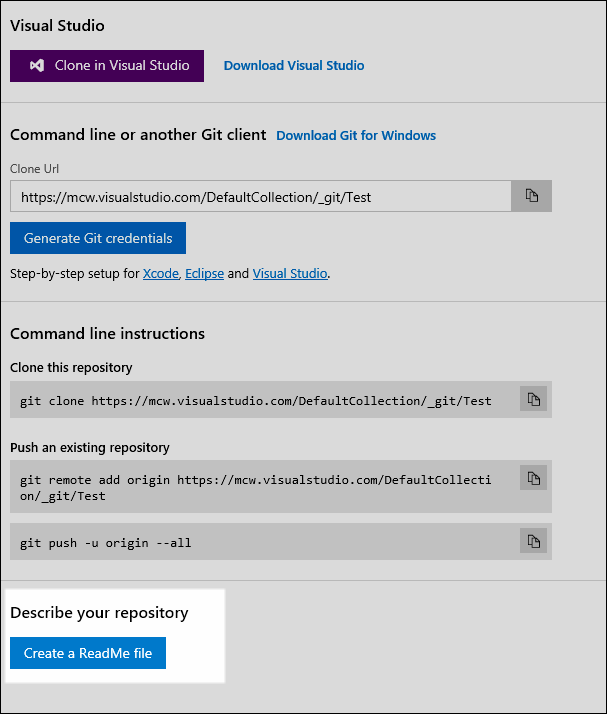 Visual Studio
Clone in Visual Studio Download Visual Studio
Command line or another Git client Download Git for Windows
Clone Url
https://mcw.visualstudio.com/DefaultCollection/_git/Test
Generate Git credentials
Step-by-step setup for Xcode, Eclipse and Visual Studio.
Command line instructions
Clone this repository
git clone https://mcw.visualstudio.com/DefaultCollection/_git/Test
Push an existing repository
git remote add origin https://mcw.visualstudio.com/DefaultCollecti
on/_git/Test
git push -u origin --all
Describe your repository
Create a ReadMe file